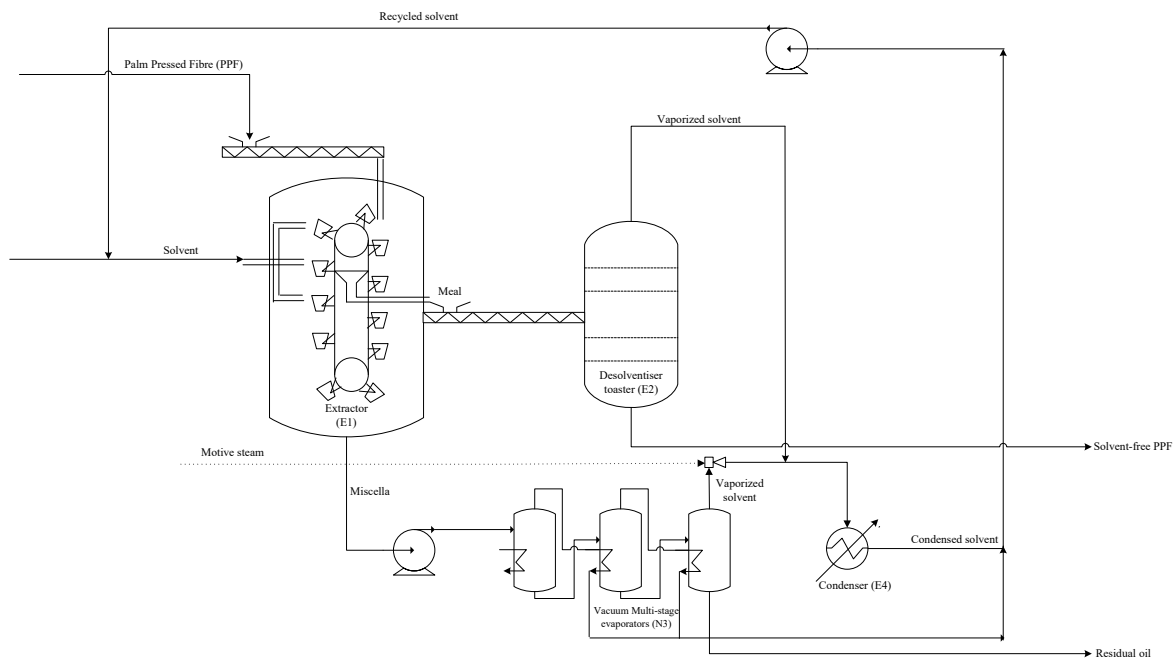 Recycled solvent
Palm Pressed Fibre (PPF)
Vaporized solvent
Solvent
Meal
Desolventiser
toaster (E2)
Extractor
(E1)
Solvent-free PPF
Motive steam
Miscella
Vaporized
solvent
Condensed solvent
Condenser (E4)
Vacuum Multi-stage
evaporators (N3)
Residual oil